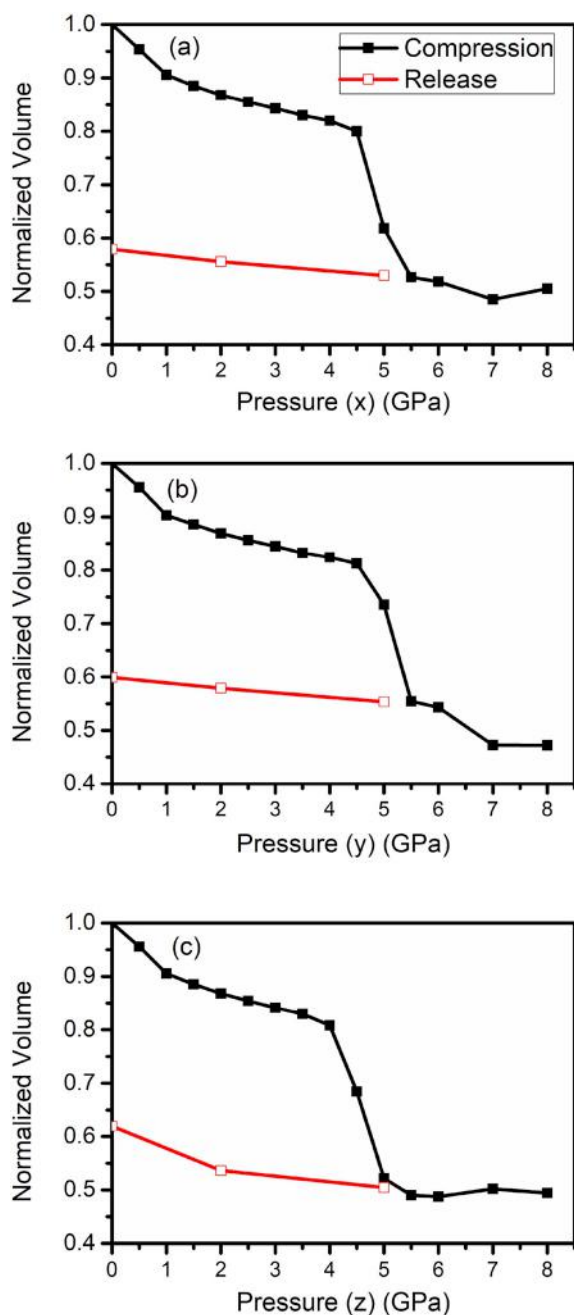 (a)
Compression
Release
1.0
0.9
0.8
0.7
0.6
0.5
0.4
Normalized Volume
0 1 2 3 4 5 6 7 8
Pressure (x) (GPa)
(b)
1.0
0.9
0.8
0.7
0.6
0.5
0.4
Normalized Volume
0 1 2 3 4 5 6 7 8
Pressure (y) (GPa)
(c)
1.0
0.9
0.8
0.7
0.6
0.5
0.4
Normalized Volume
0 1 2 3 4 5 6 7 8
Pressure (z) (GPa)